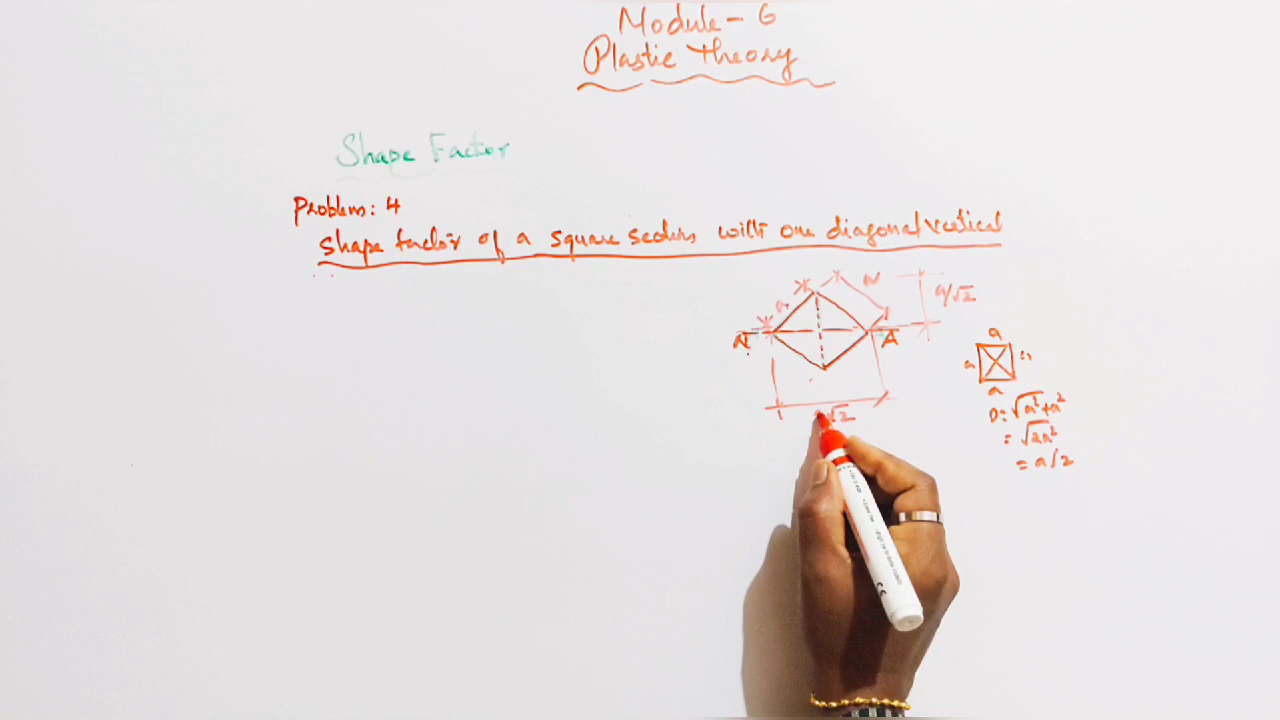 Module - 6
Plastic Theory
Shape Factor
Problem: 4
Shape factor of a square section with one diagonal vertical
a
a
a/√2
N
A
√2
a
a
a
a
D = √a²+a²
= √2a²
= a√2